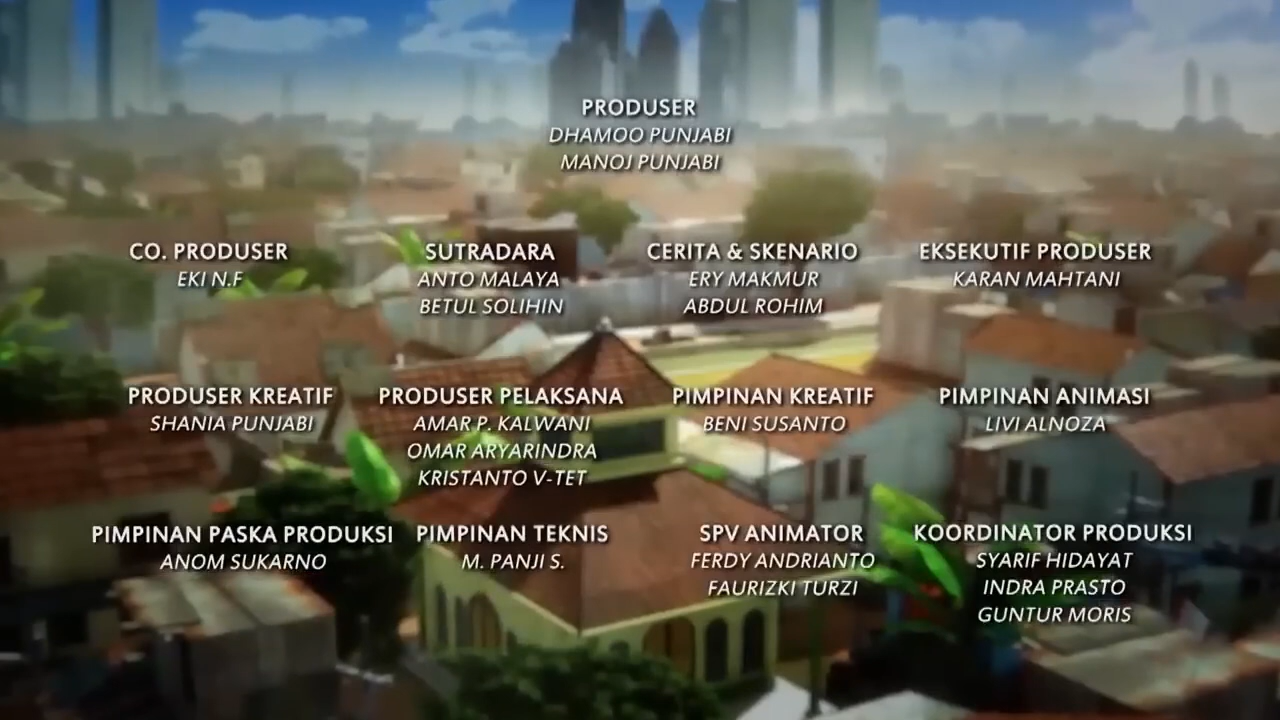 PRODUSER
DHAMOO PUNJABI
MANOJ PUNJABI
CO. PRODUSER
EKI N.F
SUTRADARA
ANTO MALAYA
BETUL SOLIHIN
CERITA & SKENARIO
ERY MAKMUR
ABDUL ROHIM
EKSEKUTIF PRODUSER
KARAN MAHTANI
PRODUSER KREATIF
SHANIA PUNJABI
PRODUSER PELAKSANA
AMAR P. KALWANI
OMAR ARYARINDRA
KRISTANTO V-TET
PIMPINAN KREATIF
BENI SUSANTO
PIMPINAN ANIMASI
LIVI ALNOZA
PIMPINAN PASKA PRODUKSI
ANOM SUKARNO
PIMPINAN TEKNIS
M. PANJI S.
SPV ANIMATOR
FERDY ANDRIANTO
FAURIZKI TURZI
KOORDINATOR PRODUKSI
SYARIF HIDAYAT
INDRA PRASTO
GUNTUR MORIS